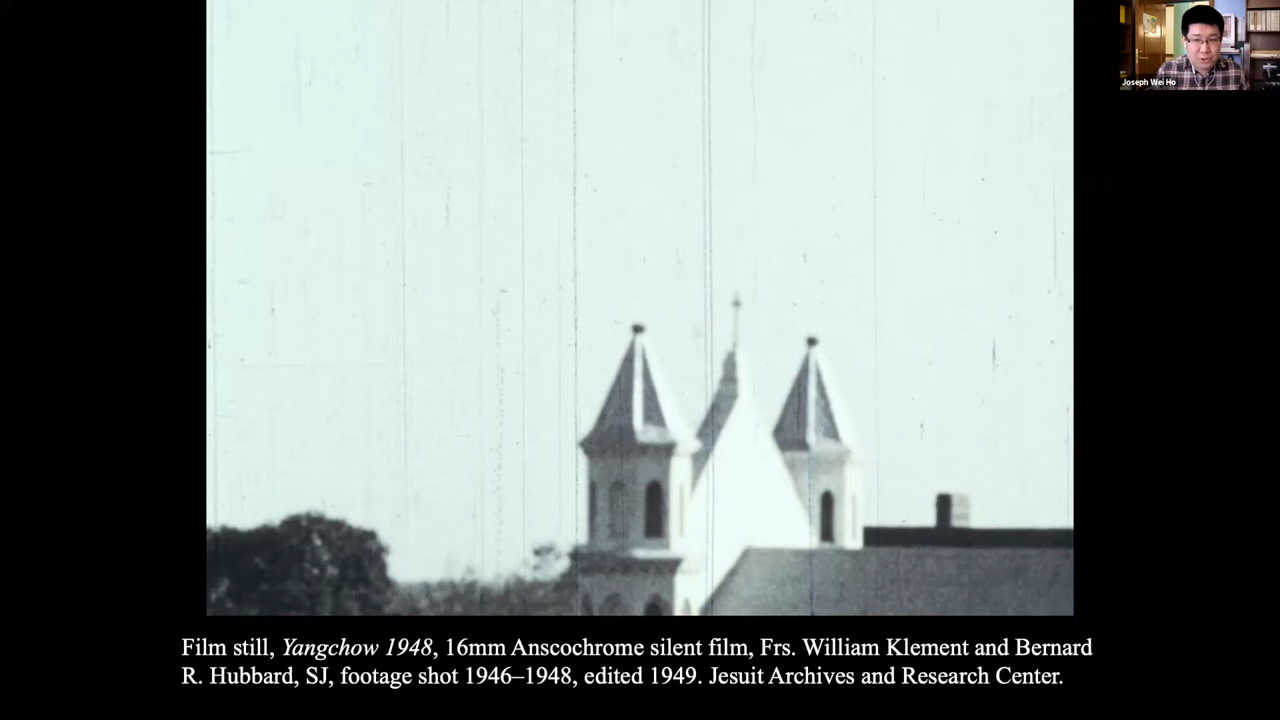 Joseph Wei Ho
Film still, Yangchow 1948, 16mm Anscochrome silent film, Frs. William Klement and Bernard
R. Hubbard, SJ, footage shot 1946–1948, edited 1949. Jesuit Archives and Research Center.